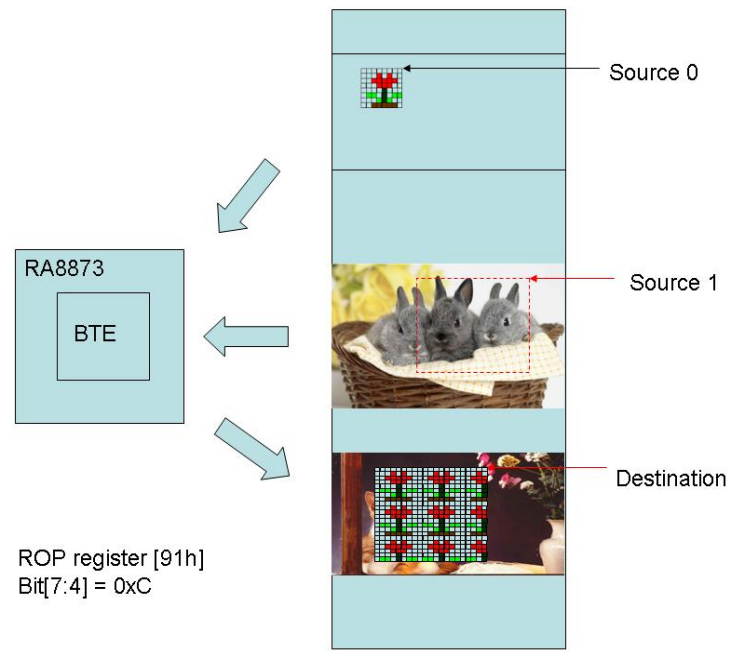 Source 0
RA8873
BTE
Source 1
Destination
ROP register [91h]
Bit[7:4] = 0xC